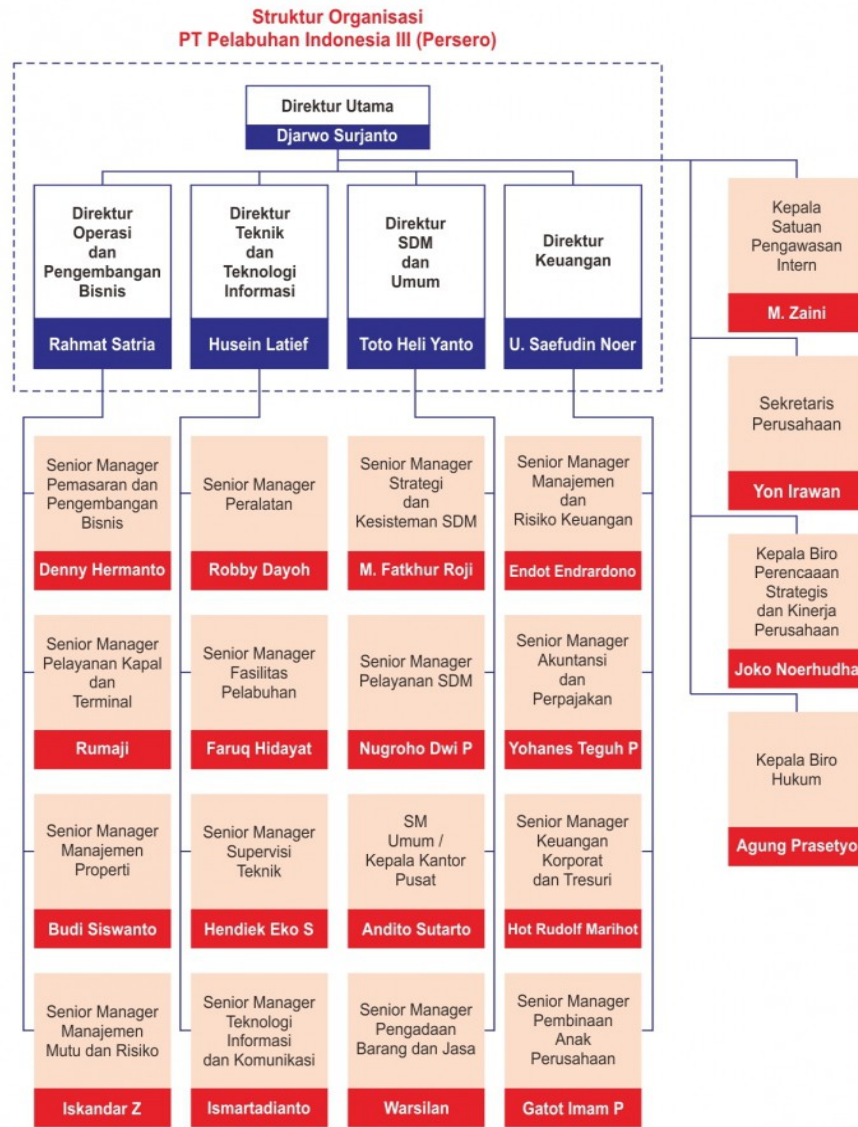 Struktur Organisasi
PT Pelabuhan Indonesia III (Persero)
Direktur Utama
Djarwo Surjanto
Direktur
Operasi
dan
Pengembangan
Bisnis
Rahmat Satria
Direktur
Teknik
dan
Teknologi
Informasi
Husein Latief
Direktur
SDM
dan
Umum
Toto Heli Yanto
Direktur
Keuangan
U. Saefudin Noer
Kepala
Satuan
Pengawasan
Intern
M. Zaini
Sekretaris
Perusahaan
Yon Irawan
Kepala Biro
Perencaaan
Strategis
dan Kinerja
Perusahaan
Joko Noerhudha
Kepala Biro
Hukum
Agung Prasetyo
Senior Manager
Pemasaran dan
Pengembangan
Bisnis
Denny Hermanto
Senior Manager
Peralatan
Robby Dayoh
Senior Manager
Strategi
dan
Kesisteman SDM
M. Fatkhur Roji
Senior Manager
Manajemen
dan
Risiko Keuangan
Endot Endrardono
Senior Manager
Pelayanan Kapal
dan
Terminal
Rumaji
Senior Manager
Fasilitas
Pelabuhan
Faruq Hidayat
Senior Manager
Pelayanan SDM
Nugroho Dwi P
Senior Manager
Akuntansi
dan
Perpajakan
Yohanes Teguh P
Senior Manager
Manajemen
Properti
Budi Siswanto
Senior Manager
Supervisi
Teknik
Hendiek Eko S
SM
Umum /
Kepala Kantor
Pusat
Andito Sutarto
Senior Manager
Keuangan
Korporat
dan Tresuri
Hot Rudolf Marihot
Senior Manager
Manajemen
Mutu dan Risiko
Iskandar Z
Senior Manager
Teknologi
Informasi
dan Komunikasi
Ismartadianto
Senior Manager
Pengadaan
Barang dan Jasa
Warsilan
Senior Manager
Pembinaan
Anak
Perusahaan
Gatot Imam P